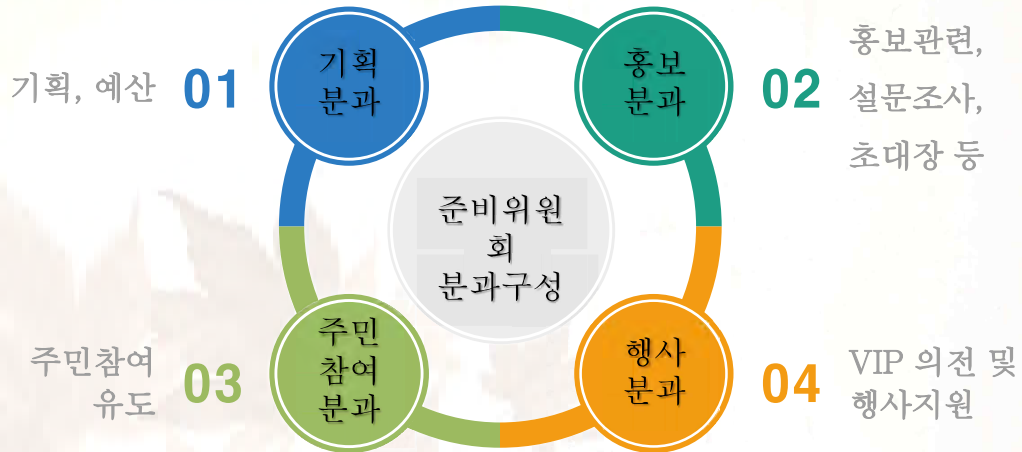 기획, 예산
01
기획
분과
홍보
분과
02
홍보관련,
설문조사,
초대장 등
준비위원
회
분과구성
주민참여
유도
03
주민
참여
분과
행사
분과
04
VIP 의전 및
행사지원